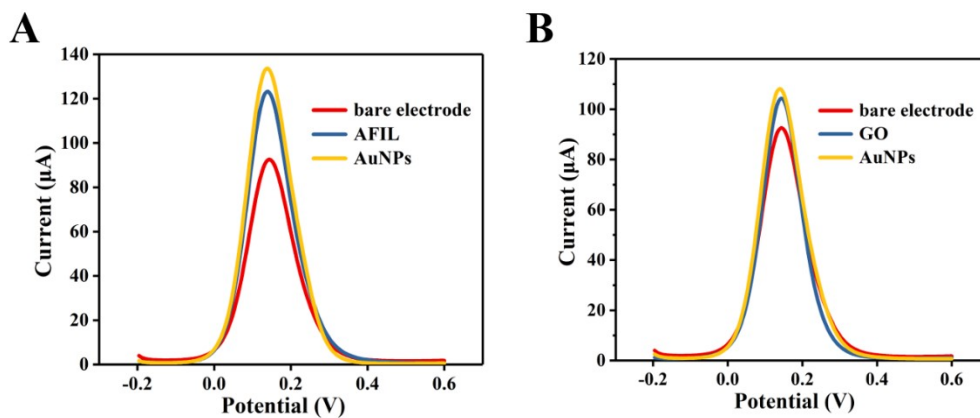 A
140
120
100
80
60
40
20
0
Current (μA)
bare electrode
AFIL
AuNPs
-0.2 0.0 0.2 0.4 0.6
Potential (V)
B
120
100
80
60
40
20
0
Current (μA)
bare electrode
GO
AuNPs
-0.2 0.0 0.2 0.4 0.6
Potential (V)